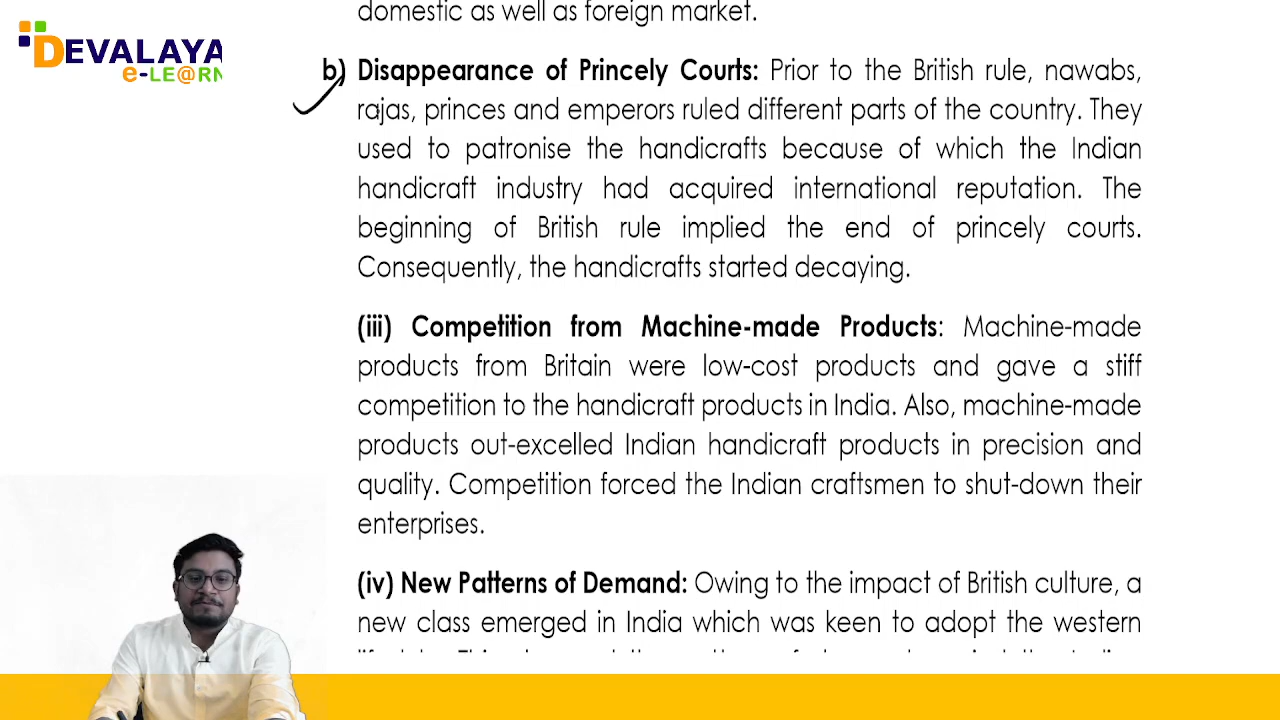 DEVALAYA
e-LE@RN
domestic as well as foreign market.
b) Disappearance of Princely Courts: Prior to the British rule, nawabs,
rajas, princes and emperors ruled different parts of the country. They
used to patronise the handicrafts because of which the Indian
handicraft industry had acquired international reputation. The
beginning of British rule implied the end of princely courts.
Consequently, the handicrafts started decaying.
(iii) Competition from Machine-made Products: Machine-made
products from Britain were low-cost products and gave a stiff
competition to the handicraft products in India. Also, machine-made
products out-excelled Indian handicraft products in precision and
quality. Competition forced the Indian craftsmen to shut-down their
enterprises.
(iv) New Patterns of Demand: Owing to the impact of British culture, a
new class emerged in India which was keen to adopt the western